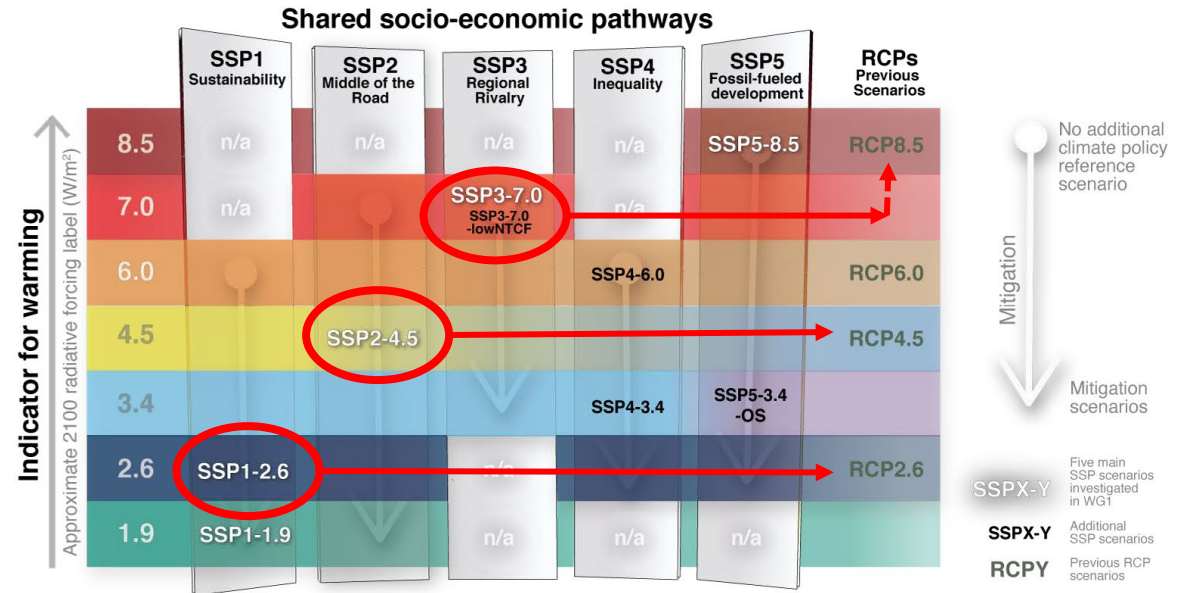 Shared socio-economic pathways
SSP1
Sustainability
SSP2
Middle of the
Road
SSP3
Regional
Rivalry
SSP4
Inequality
SSP5
Fossil-fueled
development
RCPs
Previous
Scenarios
Indicator for warming
Approximate 2100 radiative forcing label (W/m²)
8.5
n/a
n/a
n/a
n/a
SSP5-8.5
RCP8.5
7.0
n/a
SSP3-7.0
SSP3-7.0
-lowNTCF
n/a
6.0
SSP4-6.0
RCP6.0
4.5
SSP2-4.5
RCP4.5
3.4
SSP4-3.4
SSP5-3.4
-OS
2.6
SSP1-2.6
n/a
RCP2.6
1.9
SSP1-1.9
n/a
n/a
n/a
No additional
climate policy
reference
scenario
Mitigation
Mitigation
scenarios
SSPX-Y
Five main
SSP scenarios
investigated
in WG1
SSPX-Y
Additional
SSP scenarios
RCPY
Previous RCP
scenarios